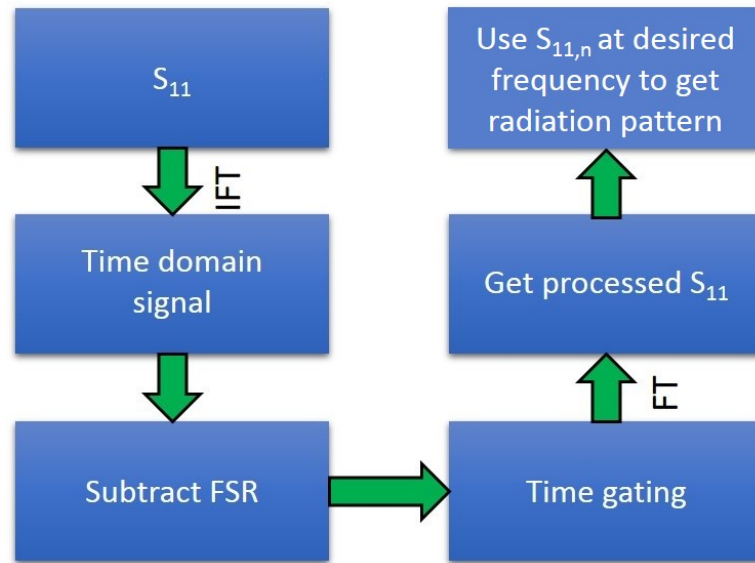 S₁₁
IFT
Time domain
signal
Subtract FSR
Time gating
FT
Get processed S₁₁
Use S₁₁,ₙ at desired
frequency to get
radiation pattern